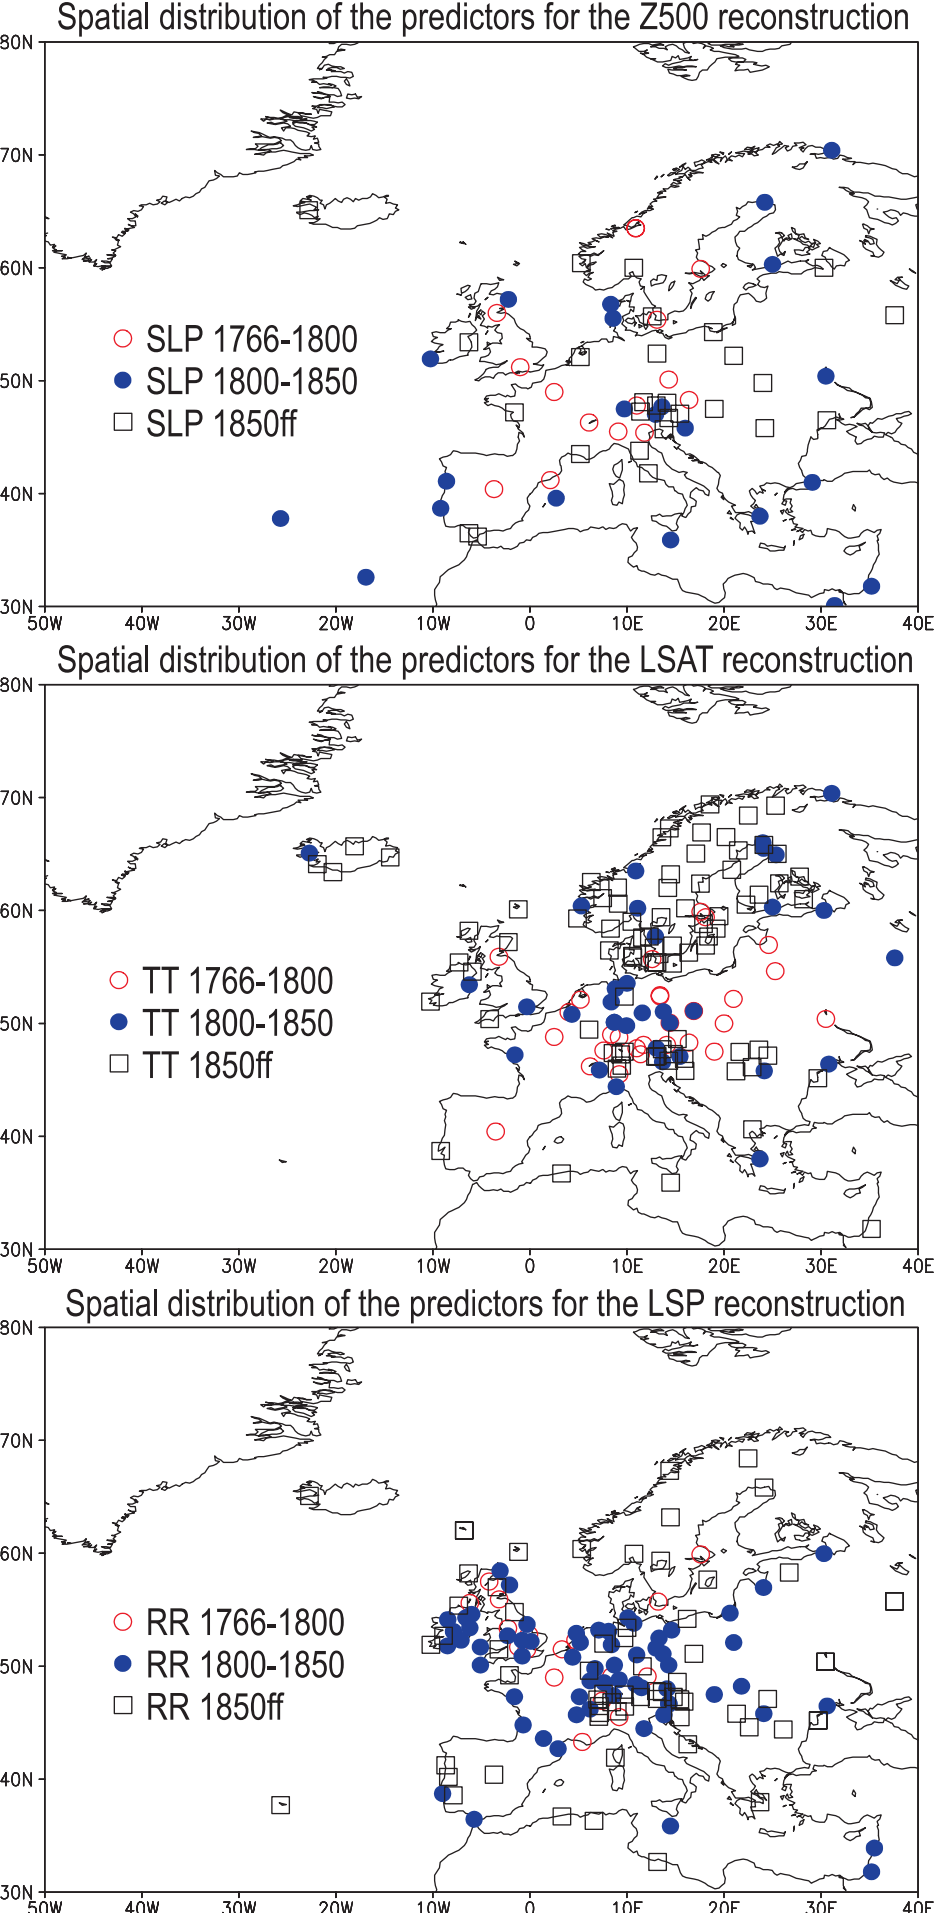 Spatial distribution of the predictors for the Z500 reconstruction
80N
70N
60N
50N
40N
30N
SLP 1766-1800
SLP 1800-1850
SLP 1850ff
50W 40W 30W 20W 10W 0 10E 20E 30E 40E
Spatial distribution of the predictors for the LSAT reconstruction
80N
70N
60N
50N
40N
30N
TT 1766-1800
TT 1800-1850
TT 1850ff
50W 40W 30W 20W 10W 0 10E 20E 30E 40E
Spatial distribution of the predictors for the LSP reconstruction
80N
70N
60N
50N
40N
30N
RR 1766-1800
RR 1800-1850
RR 1850ff
50W 40W 30W 20W 10W 0 10E 20E 30E 40E